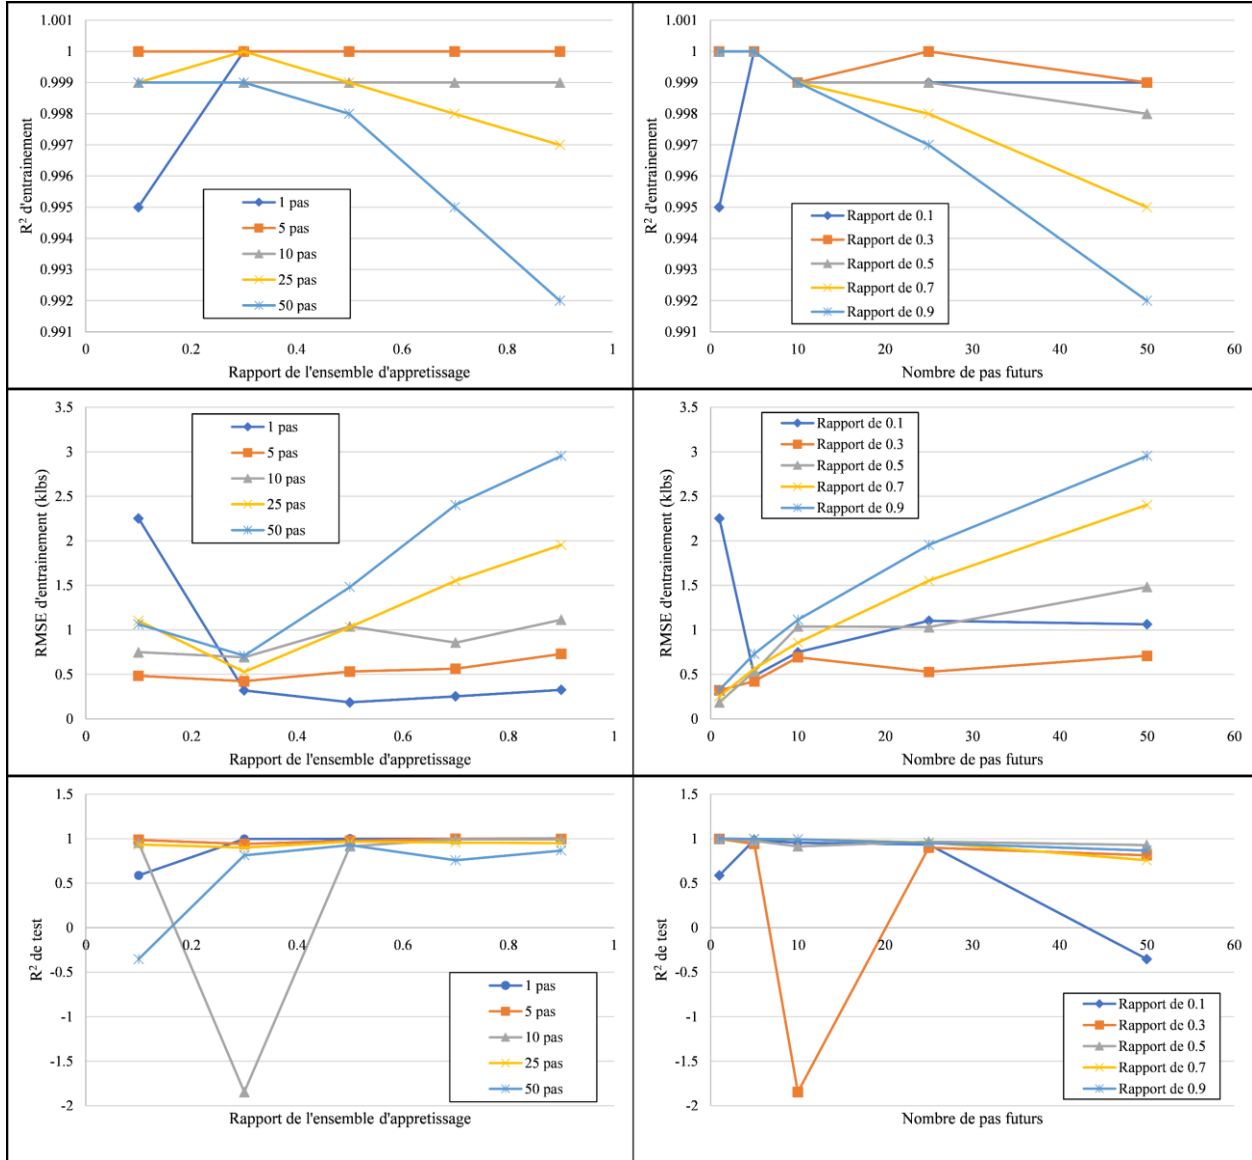 1.001
1
0.999
0.998
0.997
0.996
0.995
0.994
0.993
0.992
0.991
R² d'entrainement
1 pas
5 pas
10 pas
25 pas
50 pas
0 0.2 0.4 0.6 0.8 1
Rapport de l'ensemble d'appretissage
1.001
1
0.999
0.998
0.997
0.996
0.995
0.994
0.993
0.992
0.991
R² d'entrainement
Rapport de 0.1
Rapport de 0.3
Rapport de 0.5
Rapport de 0.7
Rapport de 0.9
0 10 20 30 40 50 60
Nombre de pas futurs
3.5
3
2.5
2
1.5
1
0.5
0
RMSE d'entrainement (klbs)
1 pas
5 pas
10 pas
25 pas
50 pas
0 0.2 0.4 0.6 0.8 1
Rapport de l'ensemble d'appretissage
3.5
3
2.5
2
1.5
1
0.5
0
RMSE d'entrainement (klbs)
Rapport de 0.1
Rapport de 0.3
Rapport de 0.5
Rapport de 0.7
Rapport de 0.9
0 10 20 30 40 50 60
Nombre de pas futurs
1.5
1
0.5
0
-0.5
-1
-1.5
-2
R² de test
0 0.2 0.4 0.6 0.8 1
1 pas
5 pas
10 pas
25 pas
50 pas
Rapport de l'ensemble d'appretissage
1.5
1
0.5
0
-0.5
-1
-1.5
-2
R² de test
0 10 20 30 40 50 60
Rapport de 0.1
Rapport de 0.3
Rapport de 0.5
Rapport de 0.7
Rapport de 0.9
Nombre de pas futurs